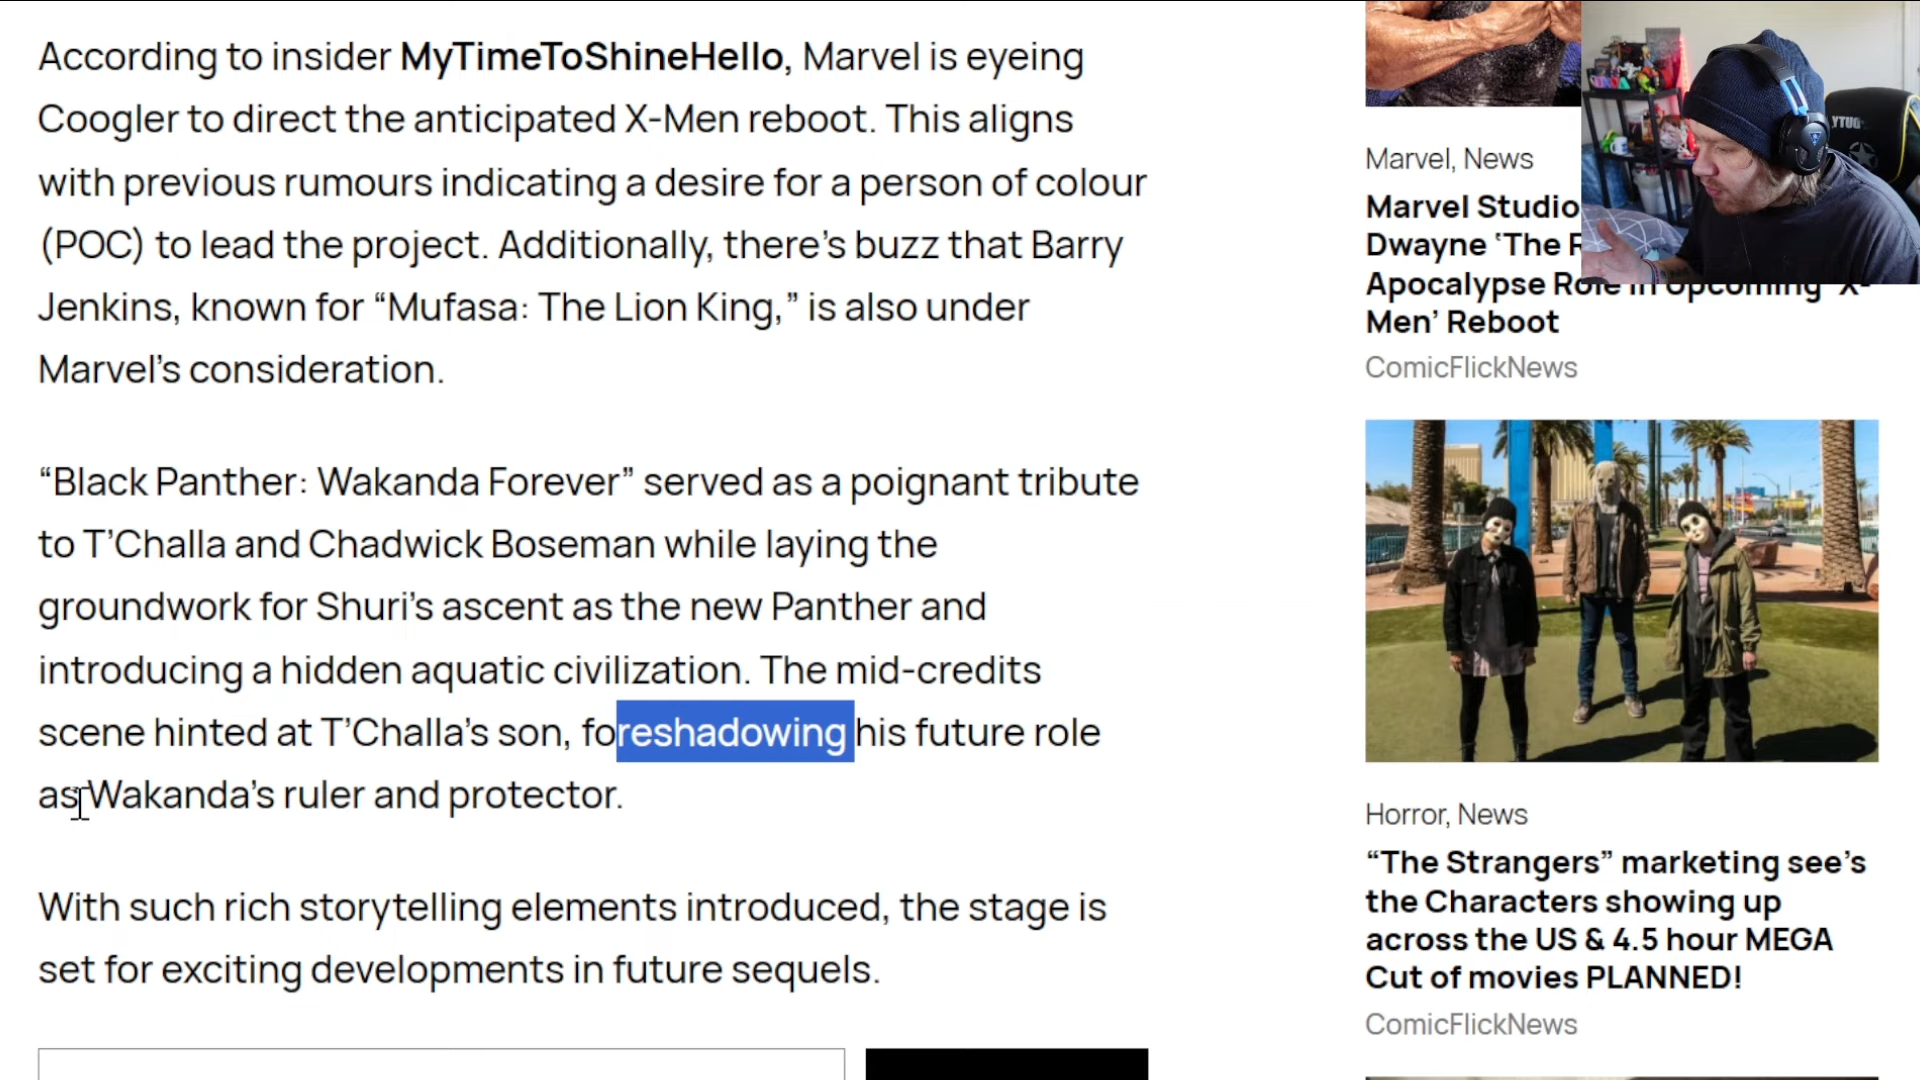 According to insider MyTimeToShineHello, Marvel is eyeing
Coogler to direct the anticipated X-Men reboot. This aligns
with previous rumours indicating a desire for a person of colour
(POC) to lead the project. Additionally, there’s buzz that Barry
Jenkins, known for “Mufasa: The Lion King,” is also under
Marvel’s consideration.
“Black Panther: Wakanda Forever” served as a poignant tribute
to T’Challa and Chadwick Boseman while laying the
groundwork for Shuri’s ascent as the new Panther and
introducing a hidden aquatic civilization. The mid-credits
scene hinted at T’Challa’s son, foreshadowing his future role
as Wakanda’s ruler and protector.
With such rich storytelling elements introduced, the stage is
set for exciting developments in future sequels.
Marvel, News
Marvel Studio
Dwayne ‘The R
Apocalypse Role in Upcoming ‘X-
Men’ Reboot
ComicFlickNews
Horror, News
“The Strangers” marketing see’s
the Characters showing up
across the US & 4.5 hour MEGA
Cut of movies PLANNED!
ComicFlickNews